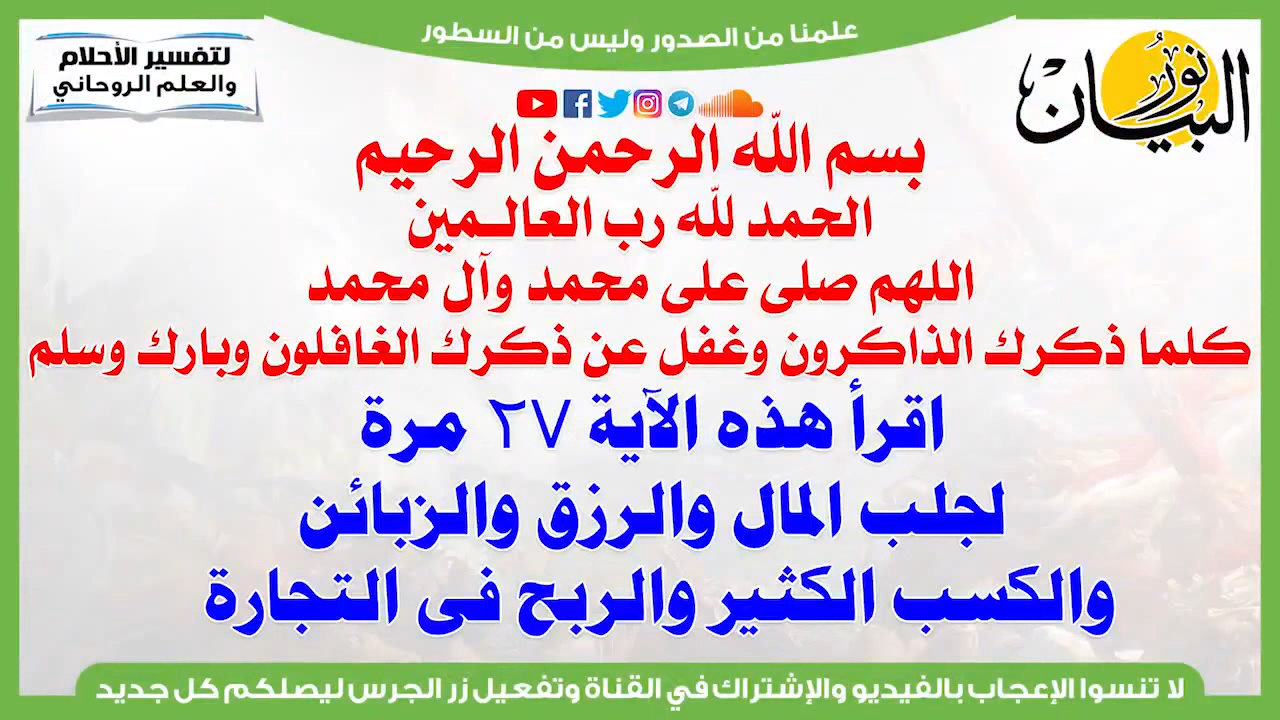 علمنا من الصدور وليس من السطور
نور البيان
لتفسير الأحلام
والعلم الروحاني
بسم الله الرحمن الرحيم
الحمد لله رب العالـمين
اللهم صلى على محمد وآل محمد
كلما ذكرك الذاكرون وغفل عن ذكرك الغافلون وبارك وسلم
اقرأ هذه الآية ٢٧ مرة
لجلب المال والرزق والزبائن
والكسب الكثير والربح فى التجارة
لا تنسوا الإعجاب بالفيديو والإشتراك في القناة وتفعيل زر الجرس ليصلكم كل جديد